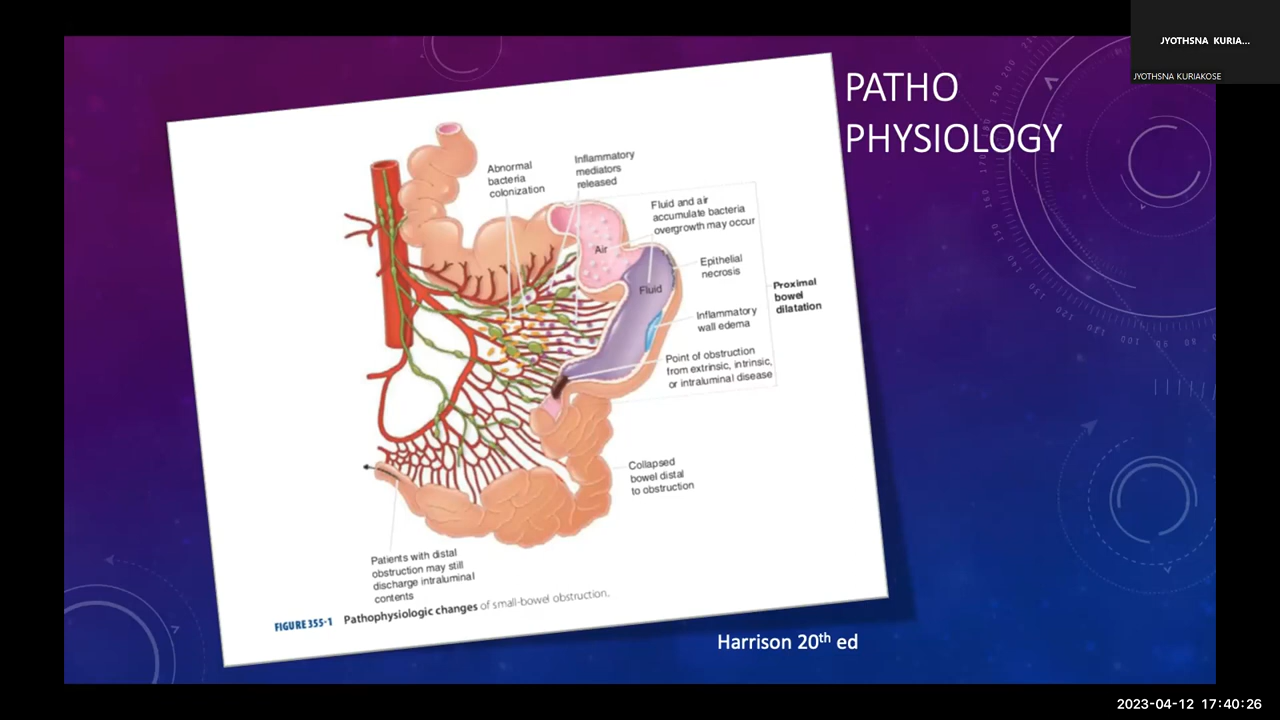 JYOTHSNA KURIA...
JYOTHSNA KURIAKOSE
PATHO
PHYSIOLOGY
Abnormal
bacteria
colonization
Inflammatory
mediators
released
Fluid and air
accumulate bacteria
overgrowth may occur
Air
Epithelial
necrosis
Fluid
Proximal
bowel
dilatation
Inflammatory
wall edema
Point of obstruction
from extrinsic, intrinsic,
or intraluminal disease
Collapsed
bowel distal
to obstruction
Patients with distal
obstruction may still
discharge intraluminal
contents
FIGURE 355-1 Pathophysiologic changes of small-bowel obstruction.
Harrison 20th ed
2023-04-12 17:40:26